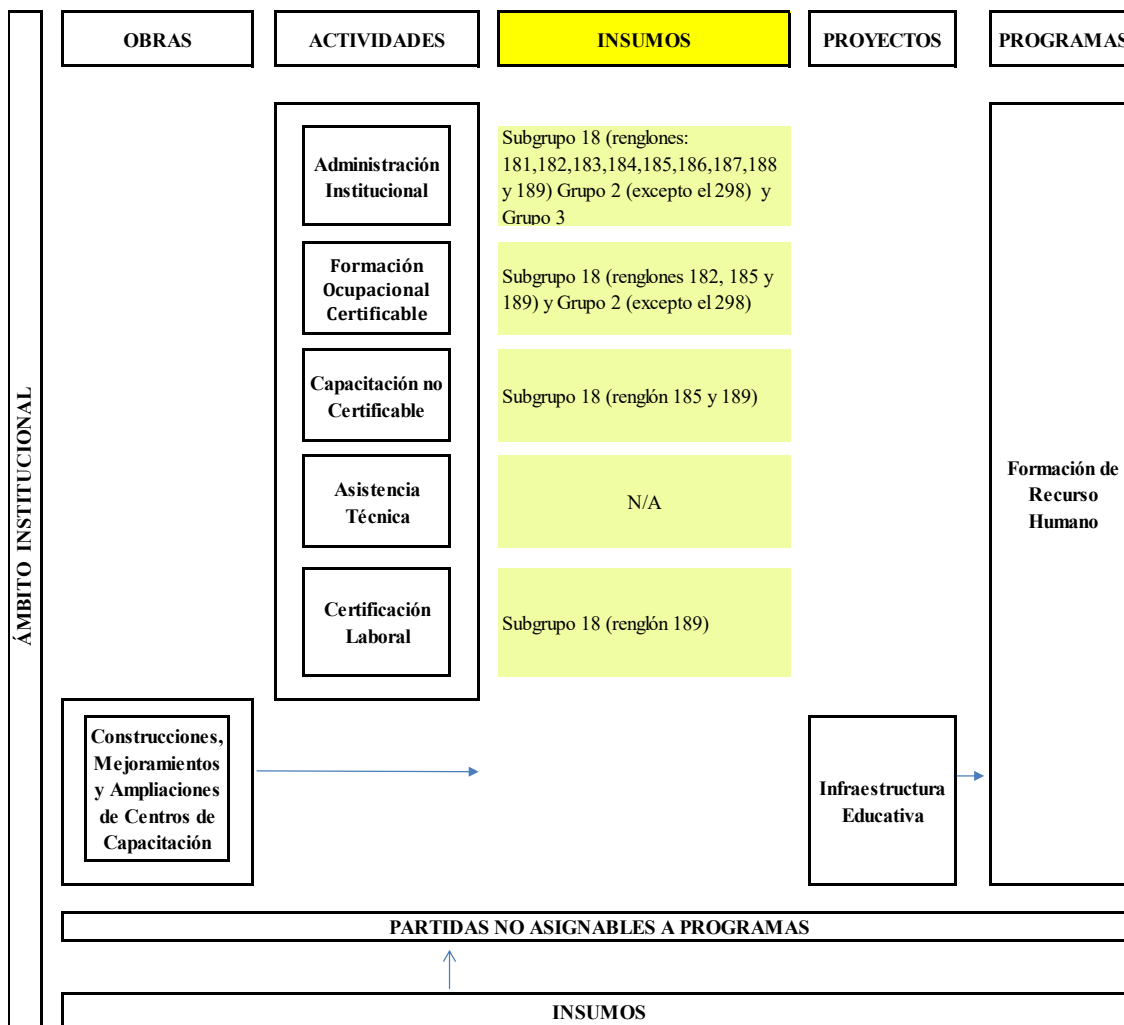 OBRAS
ACTIVIDADES
INSUMOS
PROYECTOS
PROGRAMAS
ÁMBITO INSTITUCIONAL
Administración
Institucional
Subgrupo 18 (renglones:
181,182,183,184,185,186,187,188
y 189) Grupo 2 (excepto el 298) y
Grupo 3
Formación
Ocupacional
Certificable
Subgrupo 18 (renglones 182, 185 y
189) y Grupo 2 (excepto el 298)
Capacitación no
Certificable
Subgrupo 18 (renglón 185 y 189)
Asistencia
Técnica
N/A
Certificación
Laboral
Subgrupo 18 (renglón 189)
Formación de
Recurso
Humano
Construcciones,
Mejoramientos
y Ampliaciones
de Centros de
Capacitación
Infraestructura
Educativa
PARTIDAS NO ASIGNABLES A PROGRAMAS
INSUMOS